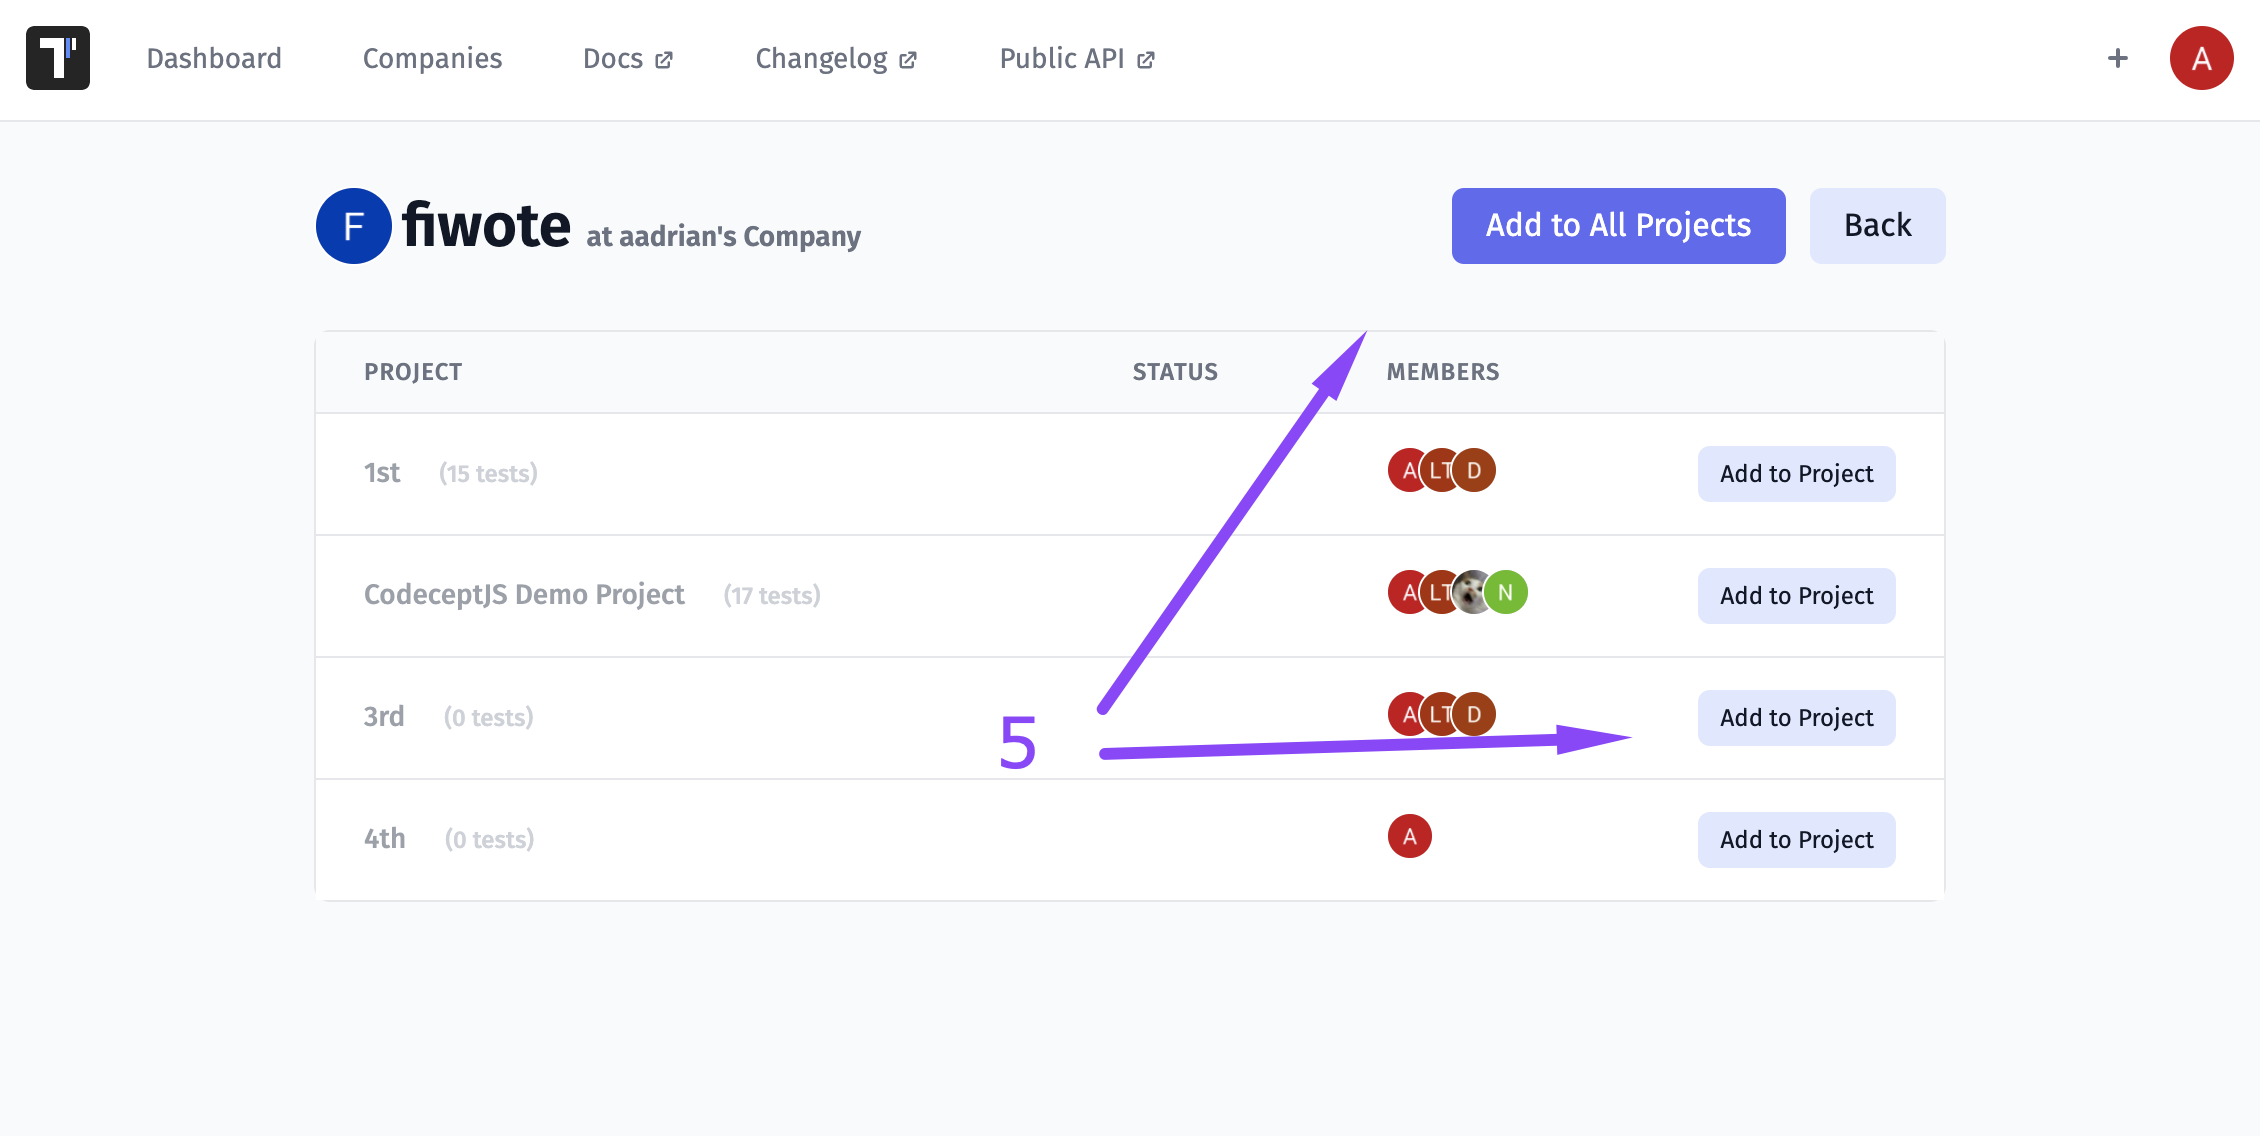 Dashboard Companies Docs Changelog Public API + A
F fiwote at aadrian's Company Add to All Projects Back
PROJECT STATUS MEMBERS
1st (15 tests) A LT D Add to Project
CodeceptJS Demo Project (17 tests) A LT N Add to Project
3rd (0 tests) A LT D Add to Project
5
4th (0 tests) A Add to Project